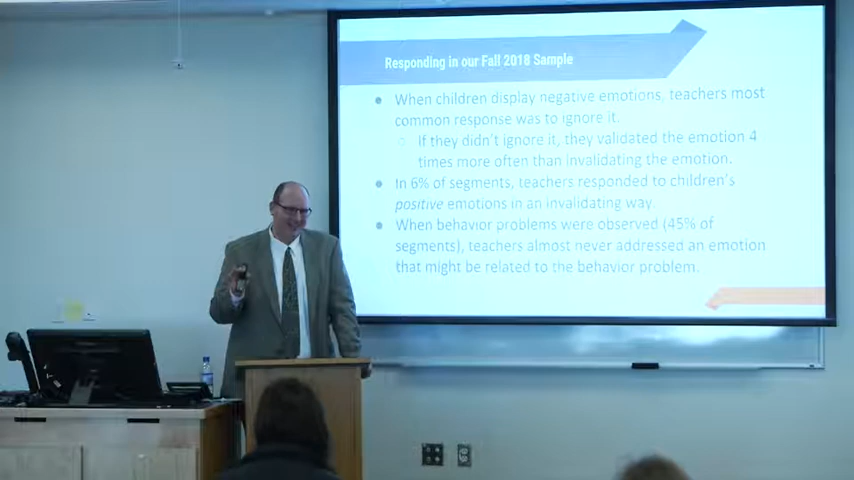 Responding in our Fall 2018 Sample
● When children display negative emotions, teachers most
common response was to ignore it.
○ If they didn't ignore it, they validated the emotion 4
times more often than invalidating the emotion.
● In 6% of segments, teachers responded to children's
positive emotions in an invalidating way.
● When behavior problems were observed (45% of
segments), teachers almost never addressed an emotion
that might be related to the behavior problem.